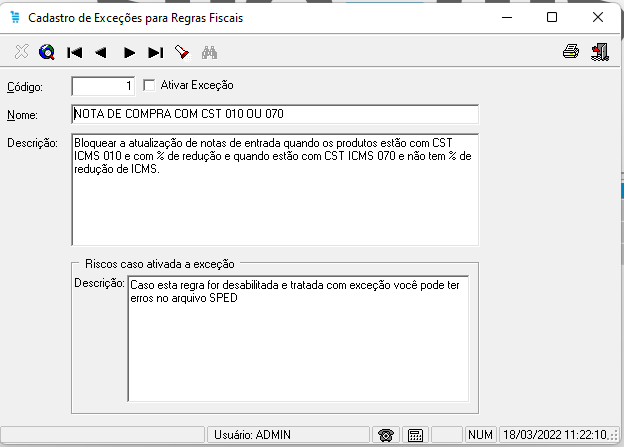 Cadastro de Exceções para Regras Fiscais
Código: 1 Ativar Exceção
Nome: NOTA DE COMPRA COM CST 010 OU 070
Descrição: Bloquear a atualização de notas de entrada quando os produtos estão com CST
ICMS 010 e com % de redução e quando estão com CST ICMS 070 e não tem % de
redução de ICMS.
Riscos caso ativada a exceção
Descrição: Caso esta regra for desabilitada e tratada com exceção você pode ter
erros no arquivo SPED
Usuário: ADMIN NUM 18/03/2022 11:22:10